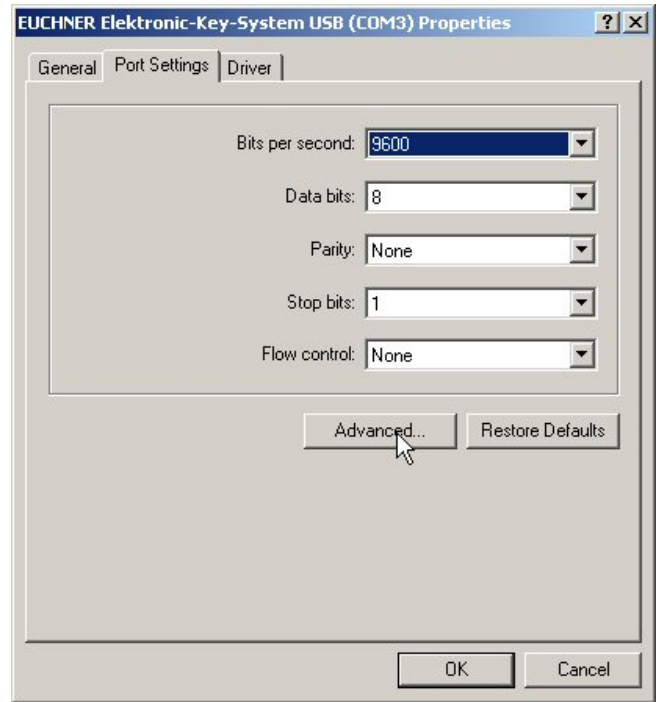 EUCHNER Elektronic-Key-System USB (COM3) Properties
General Port Settings Driver
Bits per second: 9600
Data bits: 8
Parity: None
Stop bits: 1
Flow control: None
Advanced... Restore Defaults
OK Cancel